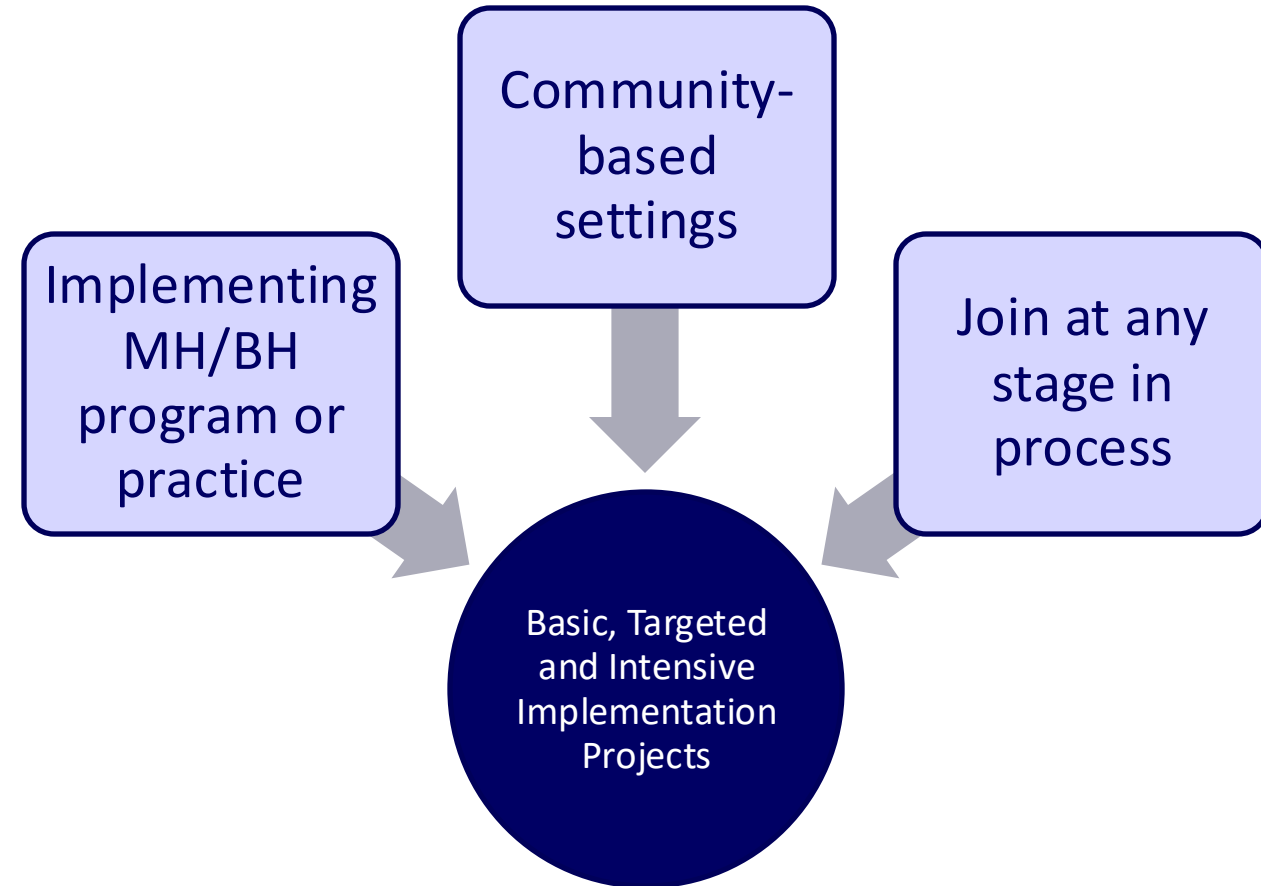 Community-
based
settings
Implementing
MH/BH
program or
practice
Join at any
stage in
process
Basic, Targeted
and Intensive
Implementation
Projects